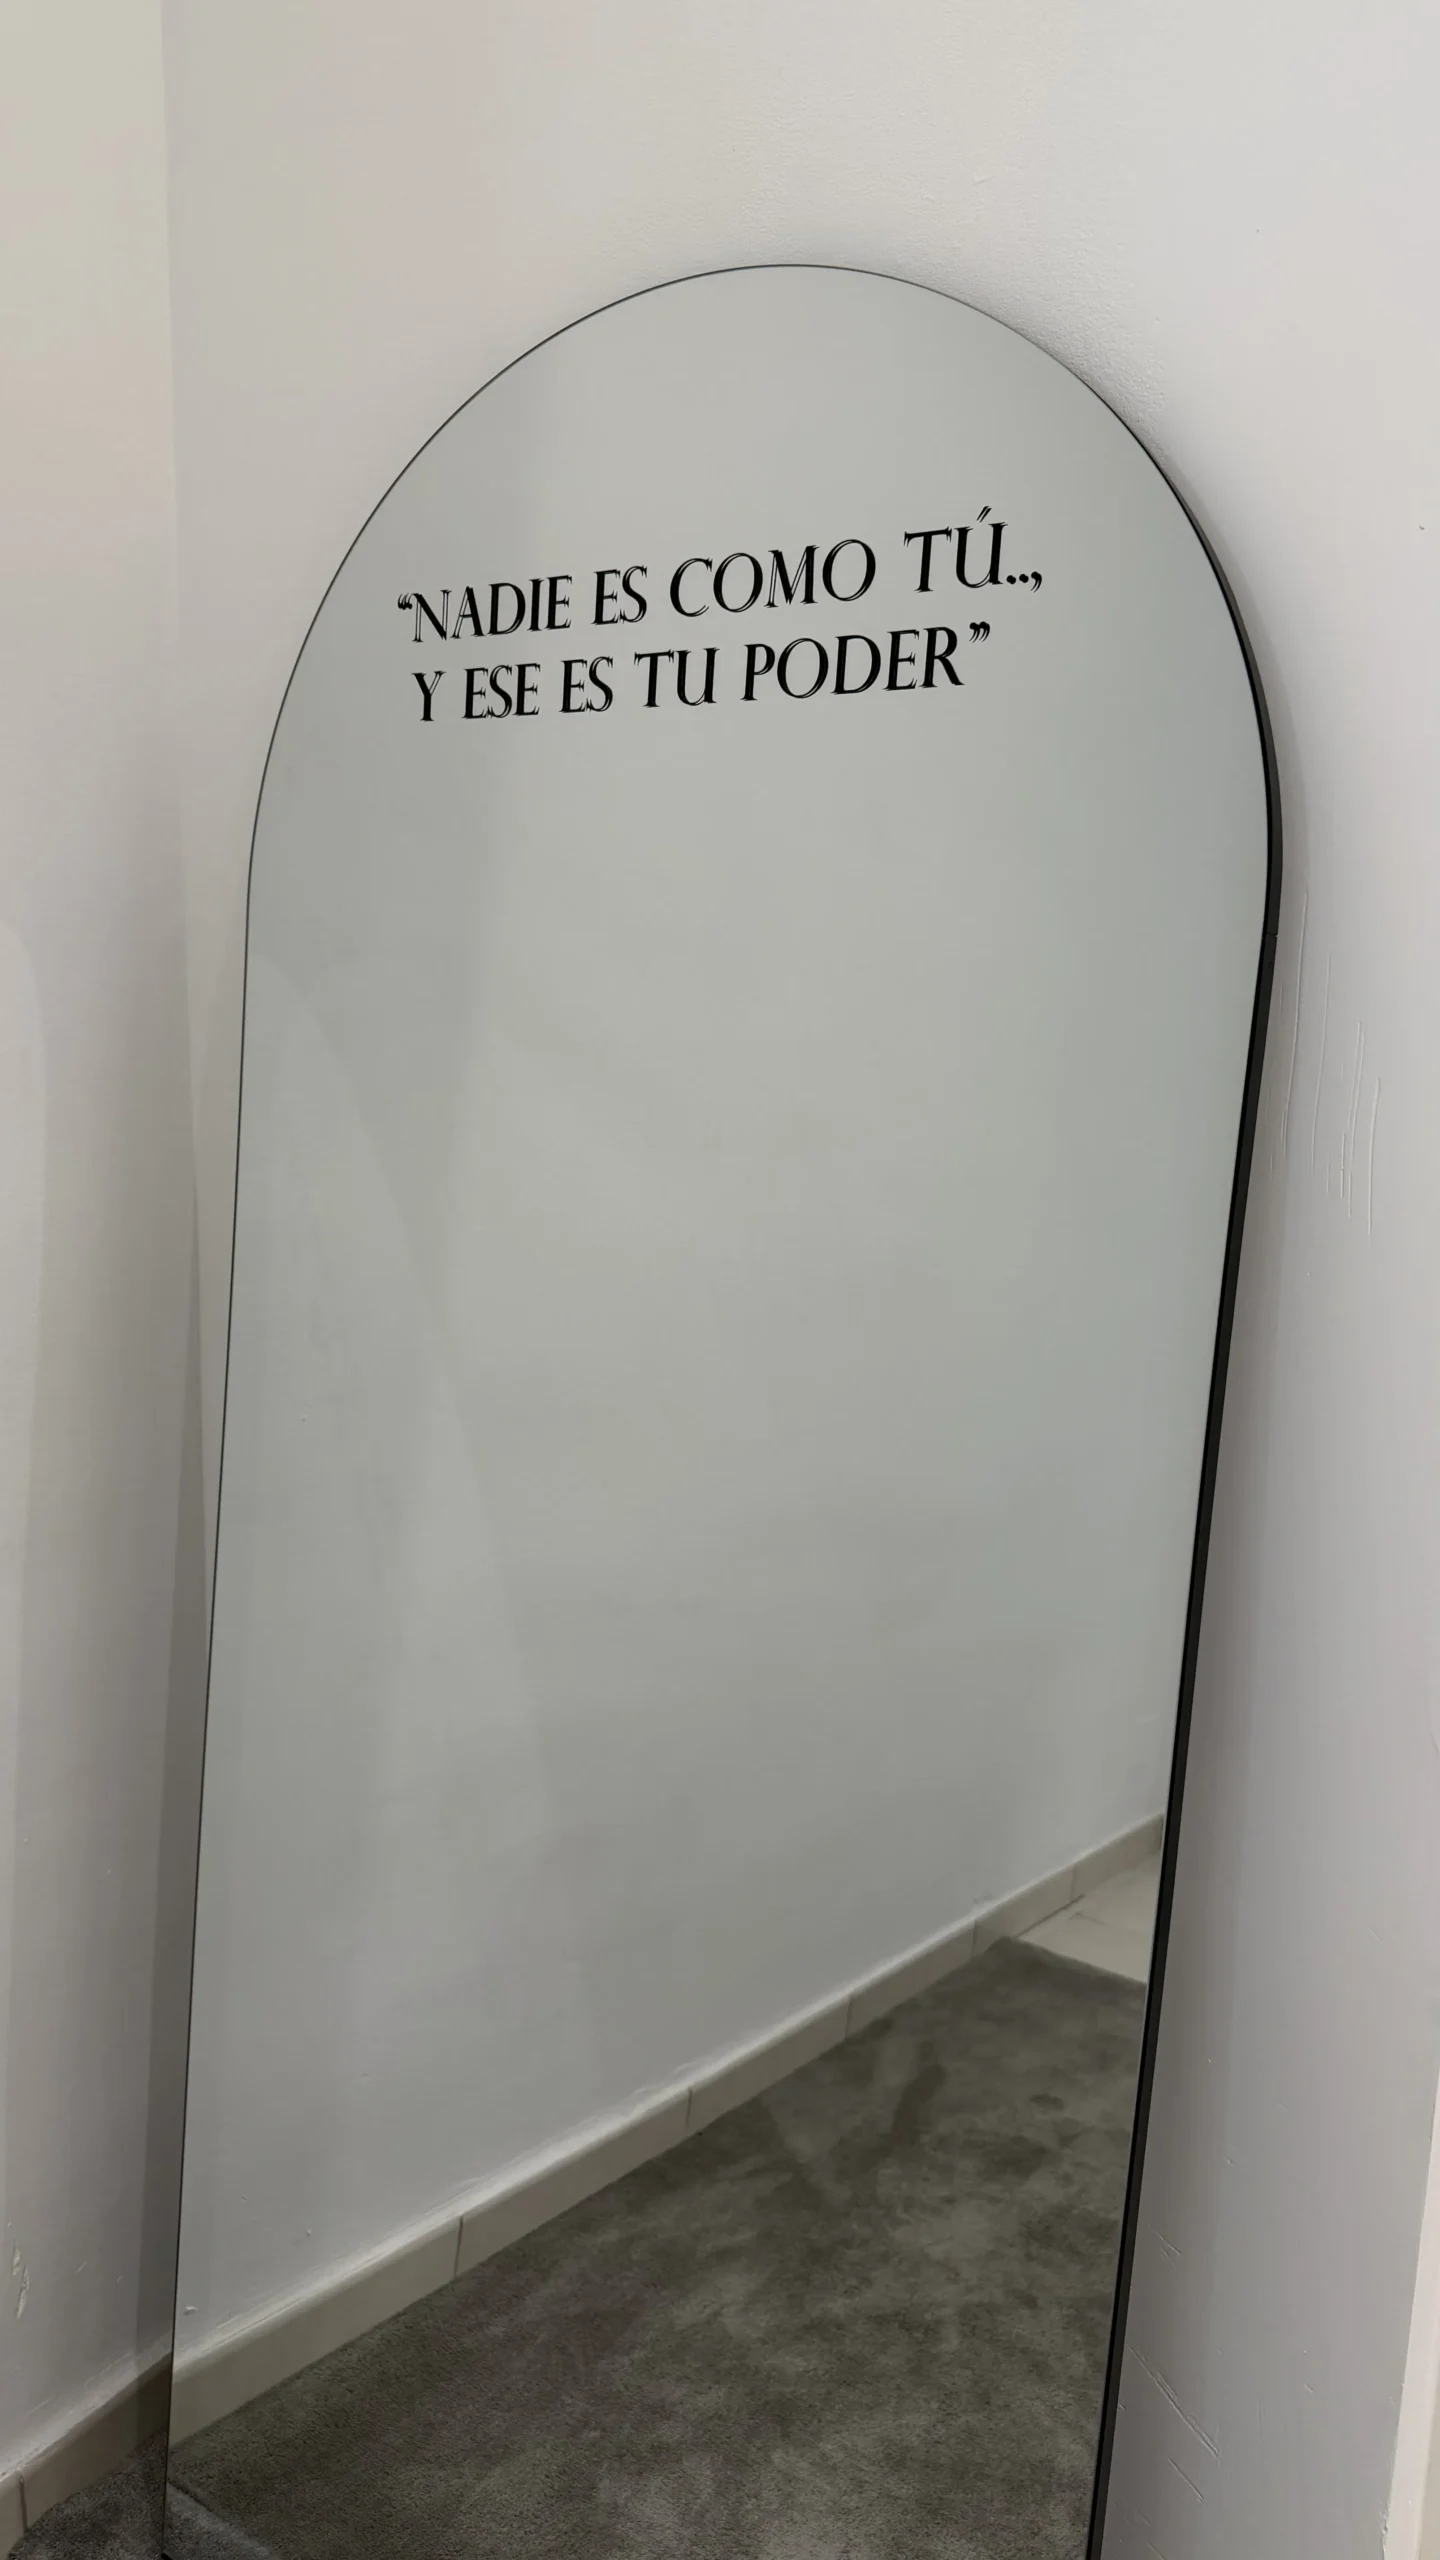 “NADIE ES COMO TÚ..,
Y ESE ES TU PODER”